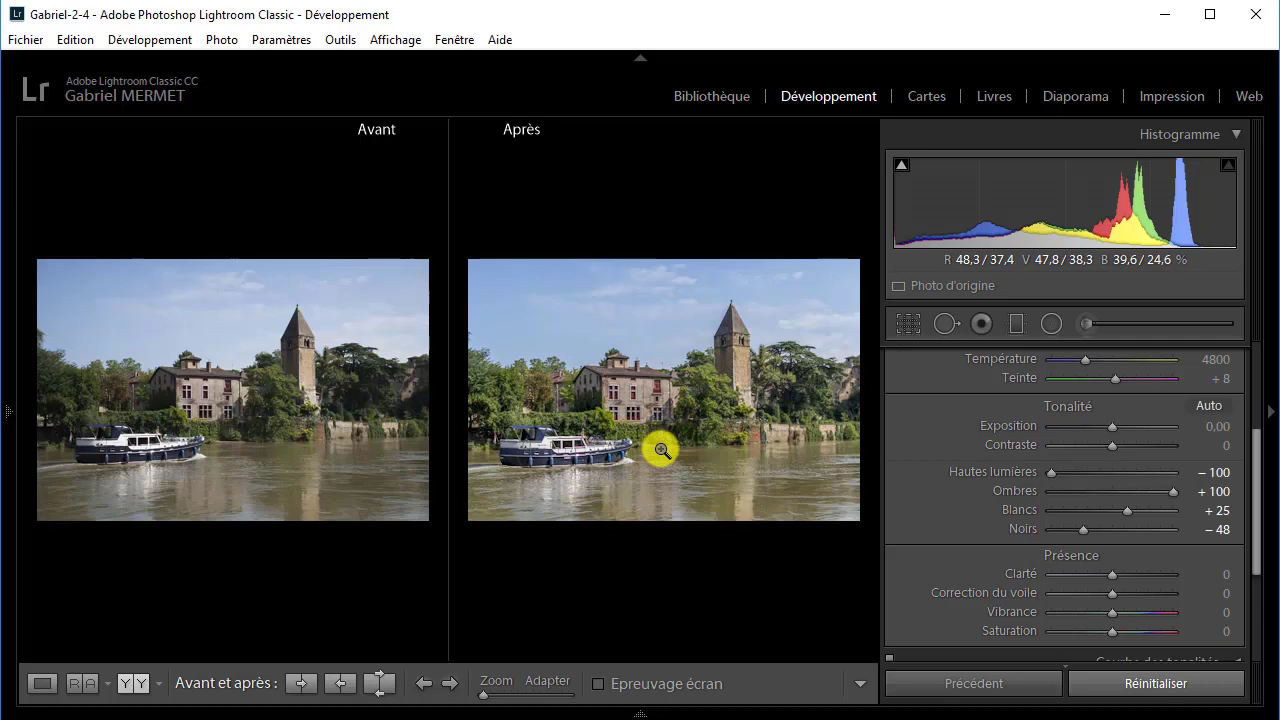 Gabriel-2-4 - Adobe Photoshop Lightroom Classic - Développement
Fichier Edition Développement Photo Paramètres Outils Affichage Fenêtre Aide
Lr
Adobe Lightroom Classic CC
Gabriel MERMET
Bibliothèque Développement Cartes Livres Diaporama Impression Web
Avant Après
Histogramme
R 48,3 / 37,4 V 47,8 / 38,3 B 39,6 / 24,6 %
Photo d'origine
Température 4800
Teinte + 8
Tonalité Auto
Exposition 0,00
Contraste 0
Hautes lumières – 100
Ombres + 100
Blancs + 25
Noirs – 48
Présence
Clarté 0
Correction du voile 0
Vibrance 0
Saturation 0
Courbe des tonalités
R A Y Y Avant et après : Zoom Adapter Epreuvage écran
Précédent Réinitialiser